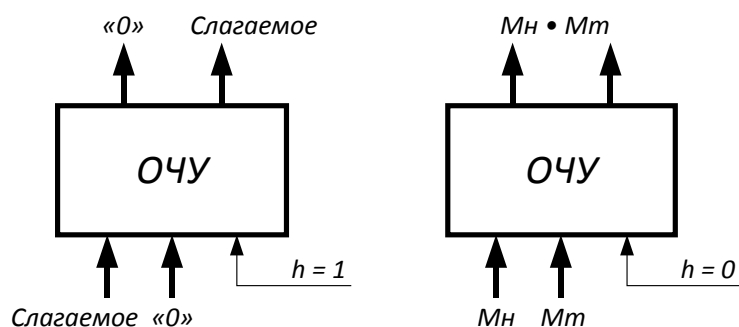 «0» Слагаемое
Мн • Мт
ОЧУ
ОЧУ
h = 1
h = 0
Слагаемое «0»
Мн Мт